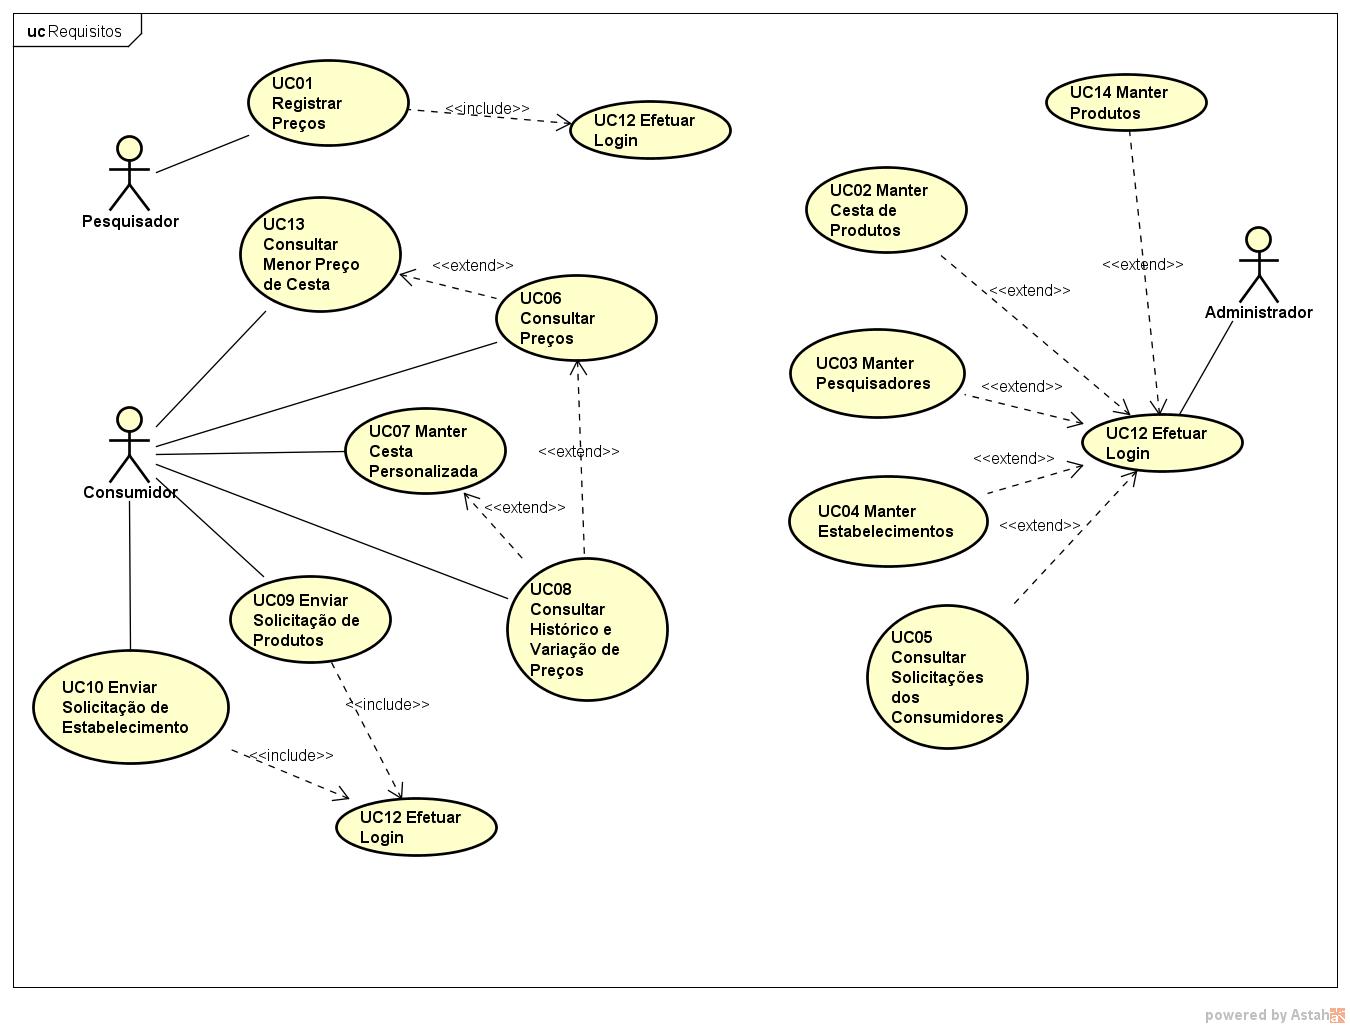 uc Requisitos
UC01
Registrar
Preços
<<include>>
UC12 Efetuar
Login
Pesquisador
UC13
Consultar
Menor Preço
de Cesta
<<extend>>
UC06
Consultar
Preços
UC07 Manter
Cesta
Personalizada
<<extend>>
<<extend>>
Consumidor
UC08
Consultar
Histórico e
Variação de
Preços
UC09 Enviar
Solicitação de
Produtos
UC10 Enviar
Solicitação de
Estabelecimento
<<include>>
<<include>>
UC12 Efetuar
Login
UC14 Manter
Produtos
UC02 Manter
Cesta de
Produtos
<<extend>>
<<extend>>
Administrador
UC03 Manter
Pesquisadores
<<extend>>
UC12 Efetuar
Login
UC04 Manter
Estabelecimentos
<<extend>>
<<extend>>
UC05
Consultar
Solicitações
dos
Consumidores
powered by Astah